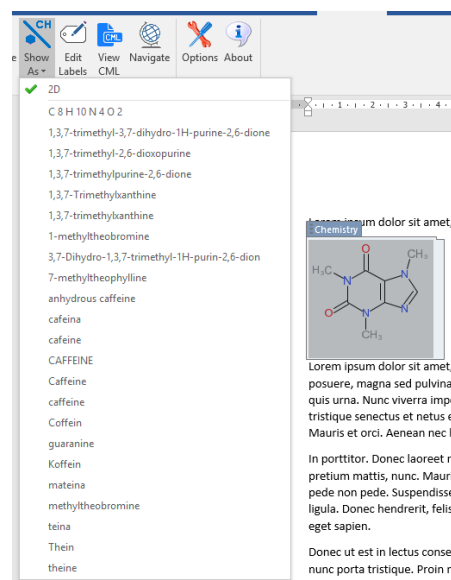 CH
CML
Show As
Edit Labels
View CML
Navigate
Options
About
2D
C 8 H 10 N 4 O 2
1,3,7-trimethyl-3,7-dihydro-1H-purine-2,6-dione
1,3,7-trimethyl-2,6-dioxopurine
1,3,7-trimethylpurine-2,6-dione
1,3,7-Trimethylxanthine
1,3,7-trimethylxanthine
1-methyltheobromine
3,7-Dihydro-1,3,7-trimethyl-1H-purin-2,6-dion
7-methyltheophylline
anhydrous caffeine
cafeina
cafeine
CAFFEINE
Caffeine
caffeine
Coffein
guaranine
Koffein
mateina
methyltheobromine
teina
Thein
theine
1 · 2 · 3 · 4
Lorem ipsum dolor sit amet,
Chemistry
O
CH₃
H₃C
N
N
O
N
N
CH₃
Lorem ipsum dolor sit amet,
posuere, magna sed pulvina
quis urna. Nunc viverra imp
tristique senectus et netus e
Mauris et orci. Aenean nec l
In porttitor. Donec laoreet n
pretium mattis, nunc. Mauri
pede non pede. Suspendisse
ligula. Donec hendrerit, felis
eget sapien.
Donec ut est in lectus conse
nunc porta tristique. Proin n